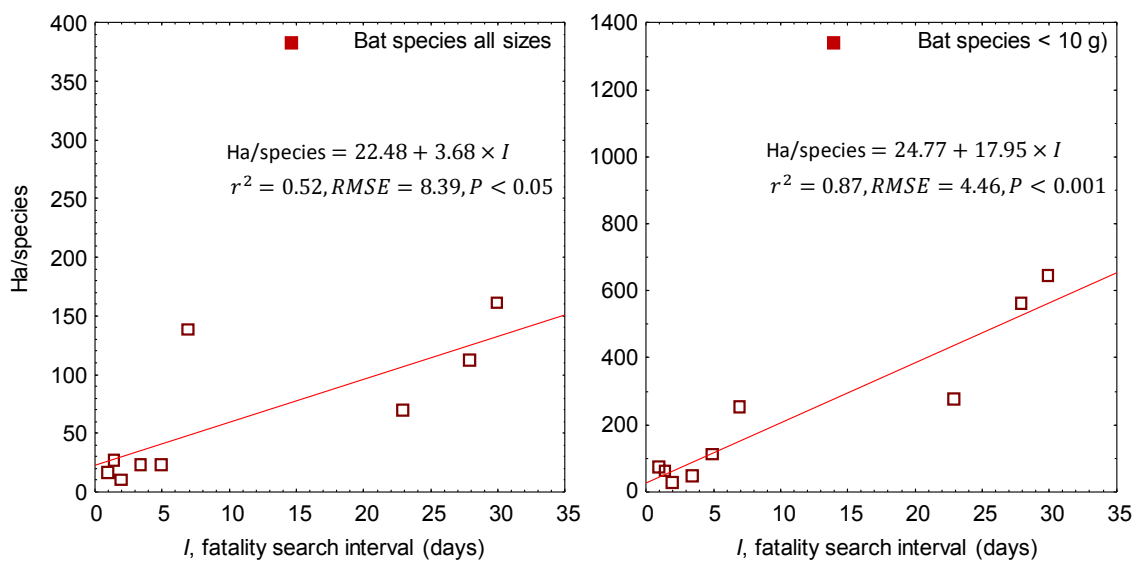 Bat species all sizes
Ha/species = 22.48 + 3.68 × I
r² = 0.52, RMSE = 8.39, P < 0.05
Ha/species
400
350
300
250
200
150
100
50
0
0 5 10 15 20 25 30 35
I, fatality search interval (days)
Bat species < 10 g)
Ha/species = 24.77 + 17.95 × I
r² = 0.87, RMSE = 4.46, P < 0.001
1400
1200
1000
800
600
400
200
0
0 5 10 15 20 25 30 35
I, fatality search interval (days)